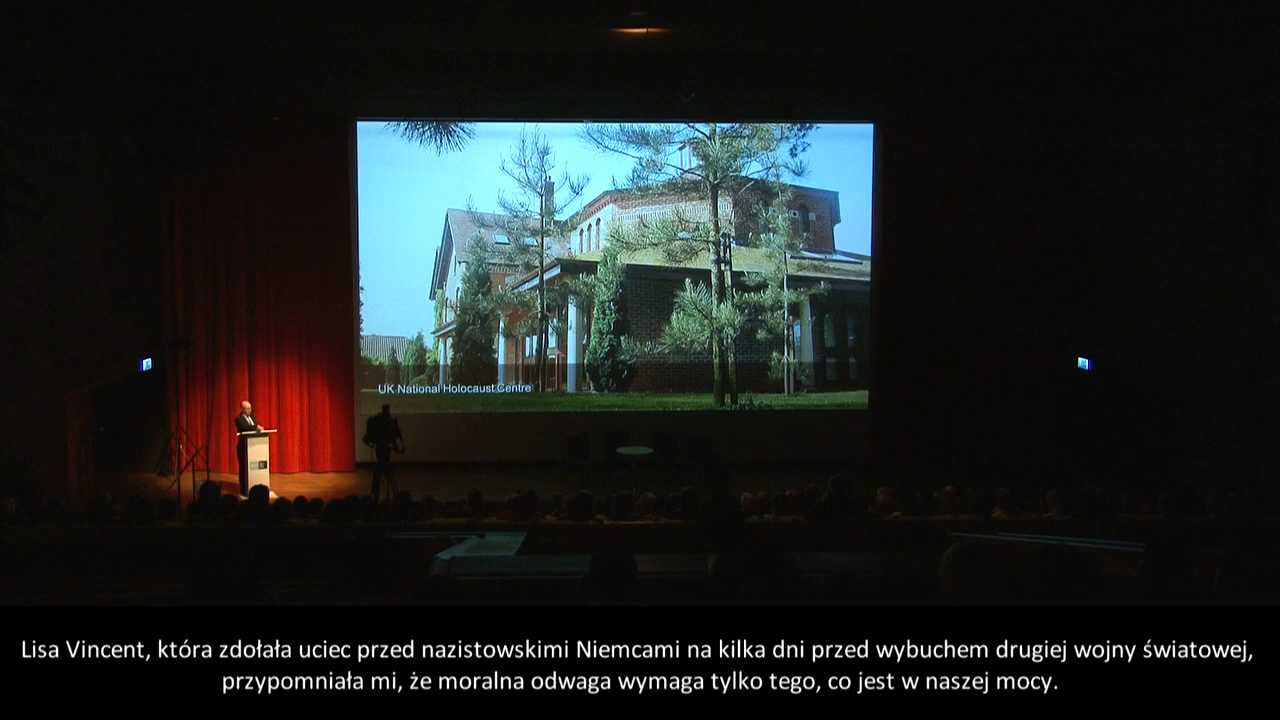 UK National Holocaust Centre
Lisa Vincent, która zdołała uciec przed nazistowskimi Niemcami na kilka dni przed wybuchem drugiej wojny światowej,
przypomniała mi, że moralna odwaga wymaga tylko tego, co jest w naszej mocy.